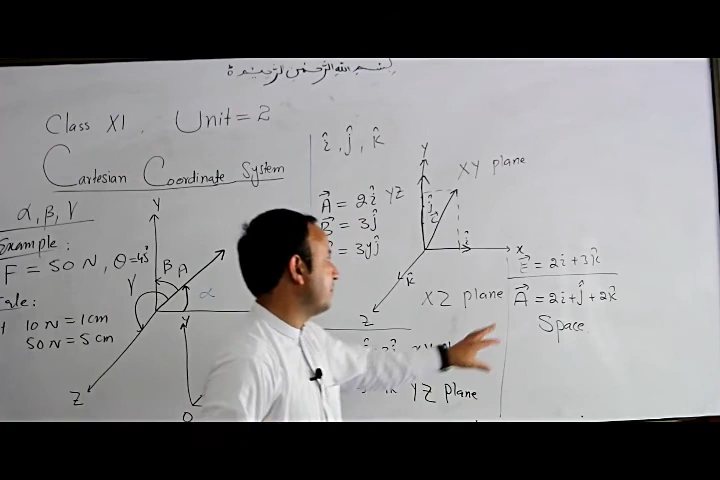 بسم الله الرحمن الرحيم
Class XI, Unit = 2
Cartesian Coordinate System
α, β, γ
Example:
F = 50 N, θ = 45°
10 N = 1 cm
50 N = 5 cm
Y
B A
α
γ
Z
Y
O
î, ĵ, k̂
A⃗ = 2î YZ
B⃗ = 3ĵ
= 3yĵ
Y
XY plane
ĵ
î
x
k̂
Z
XZ plane
YZ plane
= 2î + 3k̂
A⃗ = 2î + ĵ + 2k̂
Space